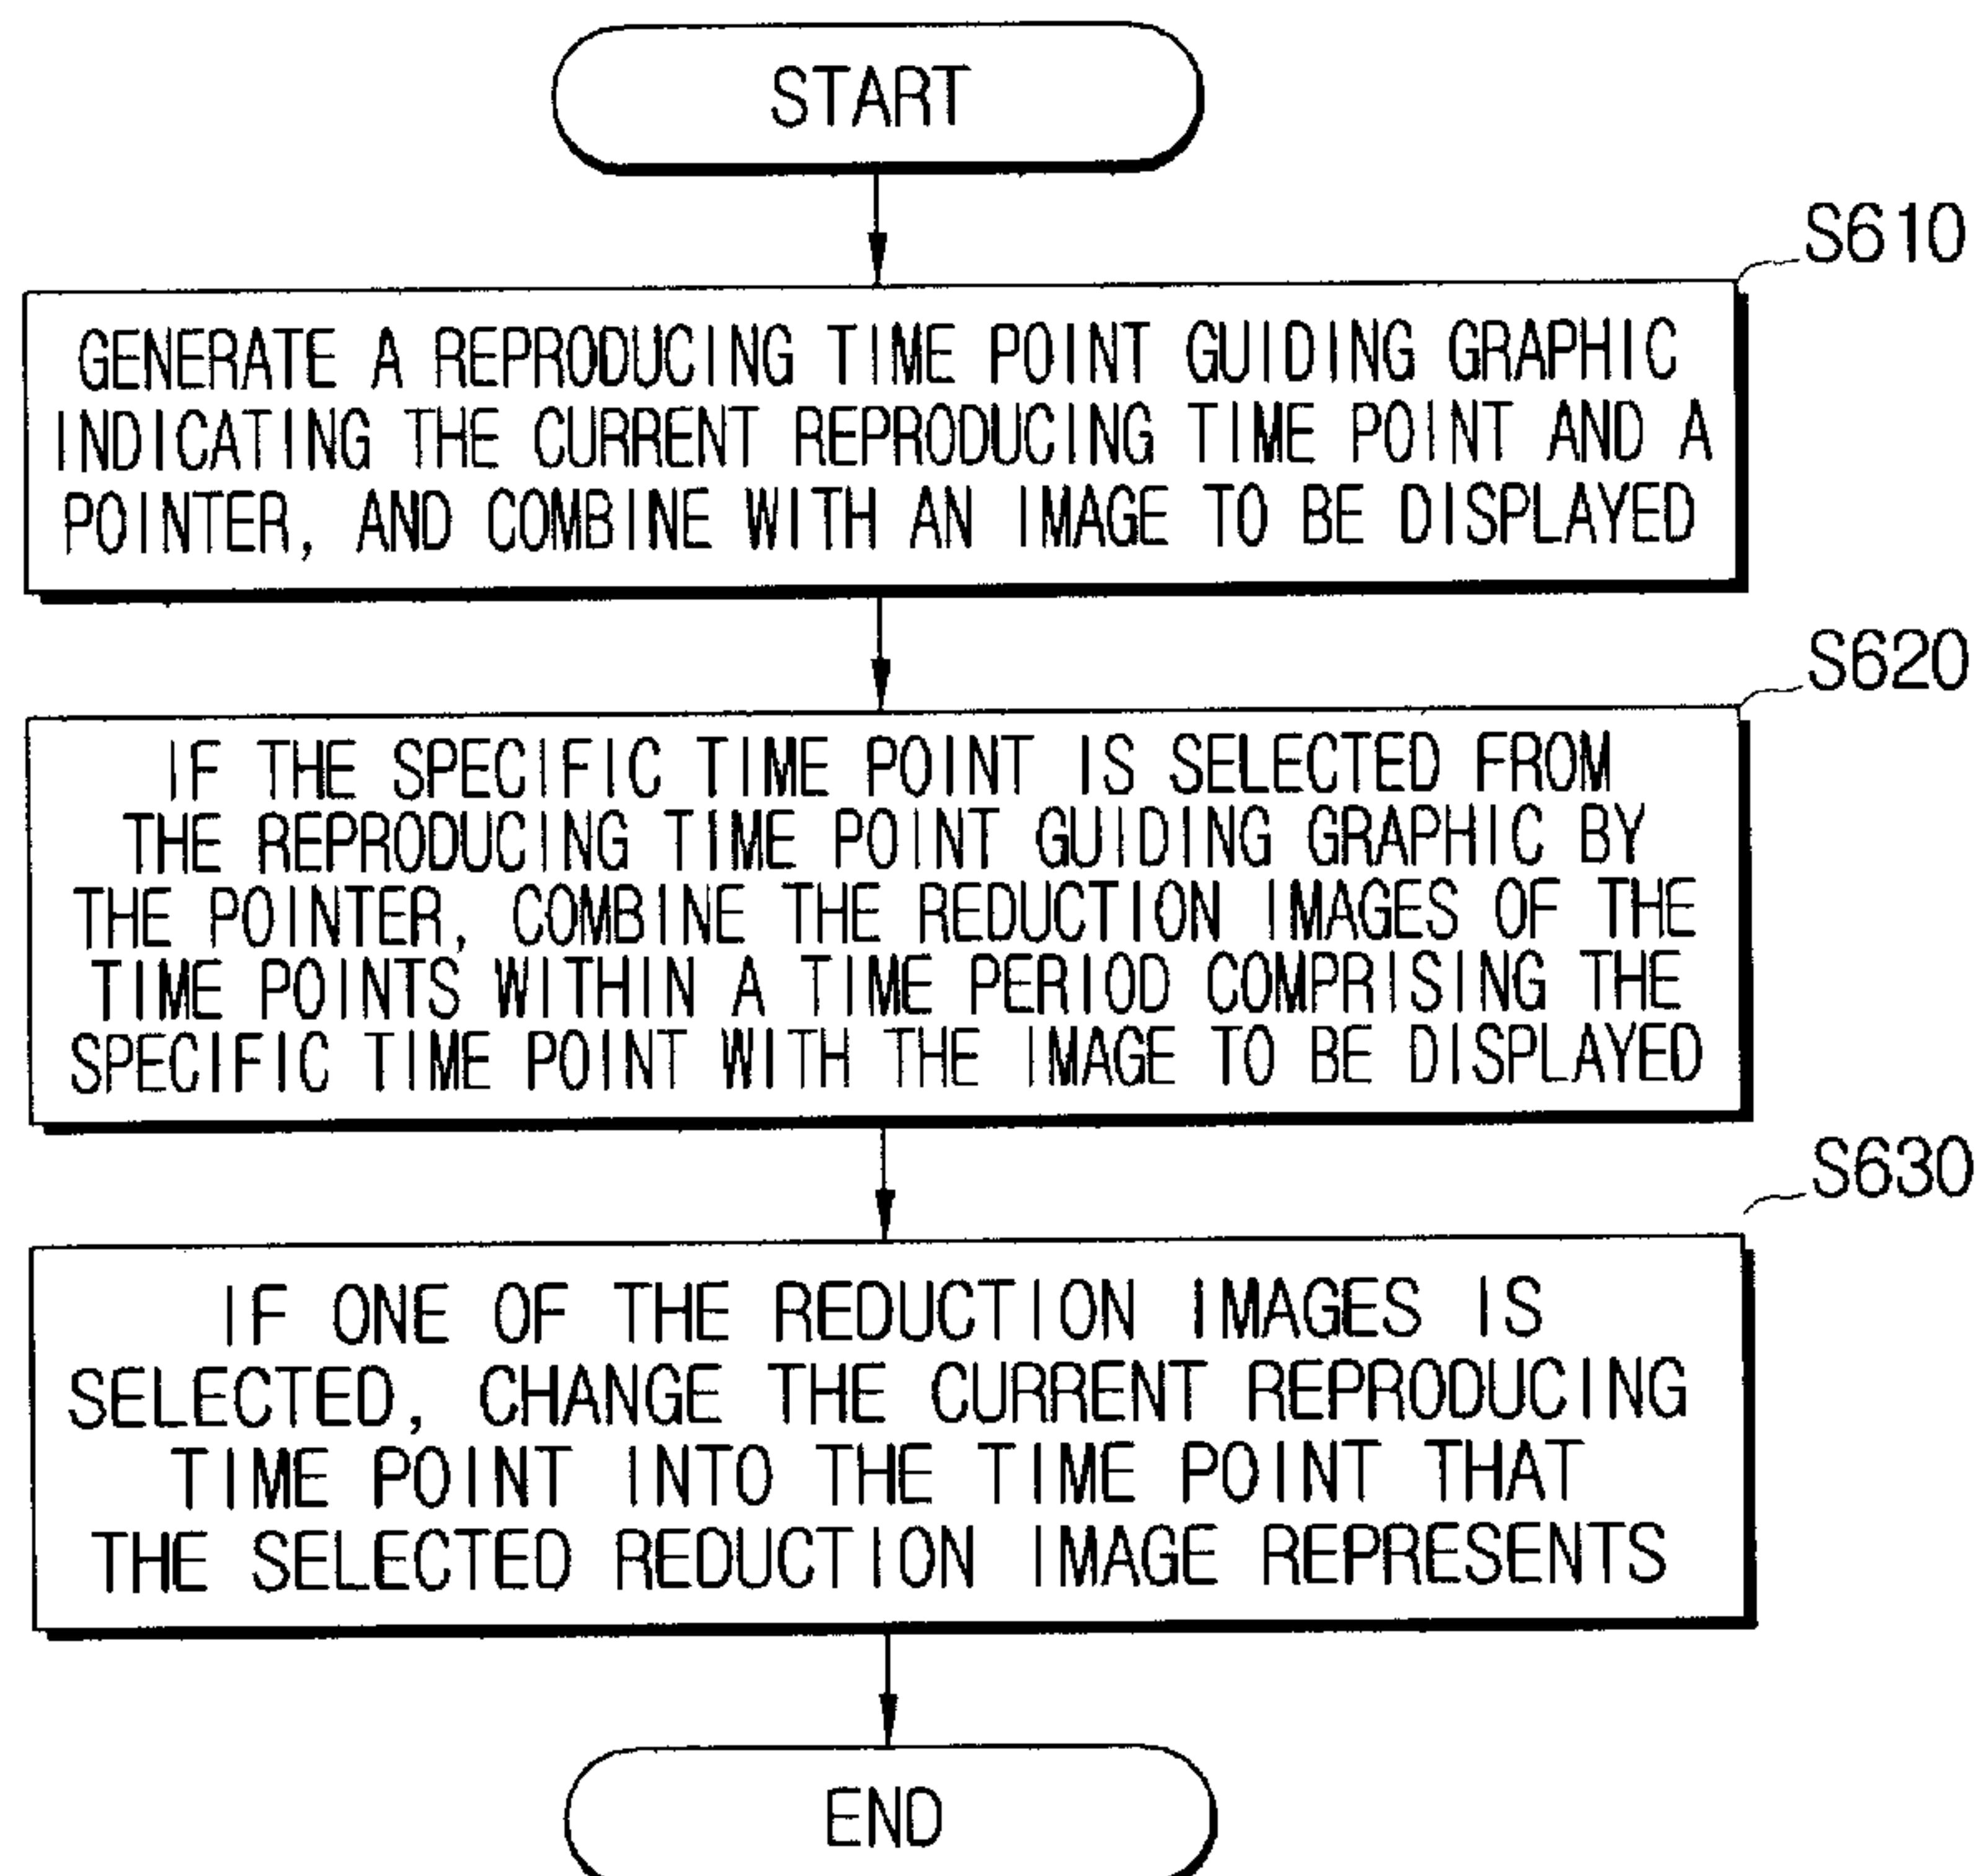 START
S610
GENERATE A REPRODUCING TIME POINT GUIDING GRAPHIC
INDICATING THE CURRENT REPRODUCING TIME POINT AND A
POINTER, AND COMBINE WITH AN IMAGE TO BE DISPLAYED
S620
IF THE SPECIFIC TIME POINT IS SELECTED FROM
THE REPRODUCING TIME POINT GUIDING GRAPHIC BY
THE POINTER, COMBINE THE REDUCTION IMAGES OF THE
TIME POINTS WITHIN A TIME PERIOD COMPRISING THE
SPECIFIC TIME POINT WITH THE IMAGE TO BE DISPLAYED
S630
IF ONE OF THE REDUCTION IMAGES IS
SELECTED, CHANGE THE CURRENT REPRODUCING
TIME POINT INTO THE TIME POINT THAT
THE SELECTED REDUCTION IMAGE REPRESENTS
END